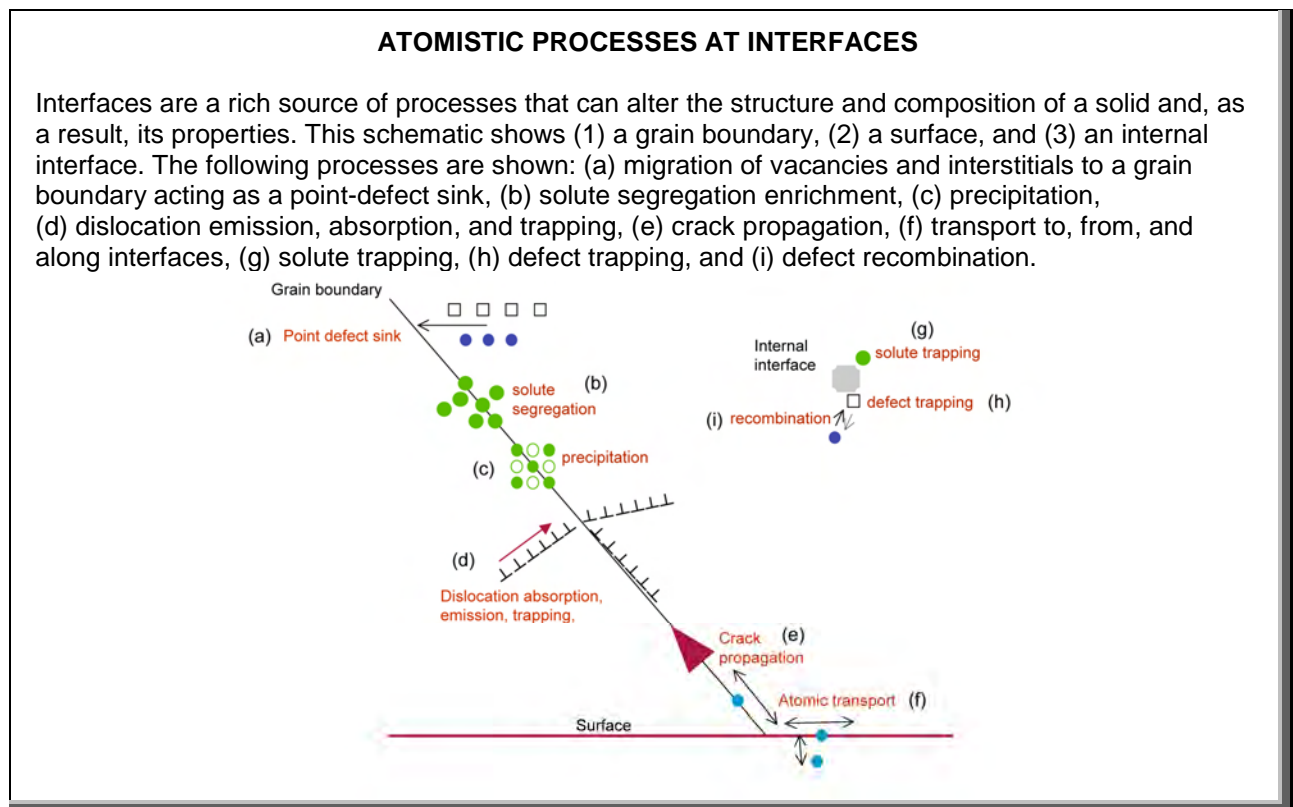 ATOMISTIC PROCESSES AT INTERFACES
Interfaces are a rich source of processes that can alter the structure and composition of a solid and, as
a result, its properties. This schematic shows (1) a grain boundary, (2) a surface, and (3) an internal
interface. The following processes are shown: (a) migration of vacancies and interstitials to a grain
boundary acting as a point-defect sink, (b) solute segregation enrichment, (c) precipitation,
(d) dislocation emission, absorption, and trapping, (e) crack propagation, (f) transport to, from, and
along interfaces, (g) solute trapping, (h) defect trapping, and (i) defect recombination.
Grain boundary
(a) Point defect sink
(b)
solute
segregation
(c)
precipitation
(d)
Dislocation absorption,
emission, trapping,
Crack (e)
propagation
Atomic transport (f)
Surface
(g)
solute trapping
Internal
interface
defect trapping (h)
(i) recombination